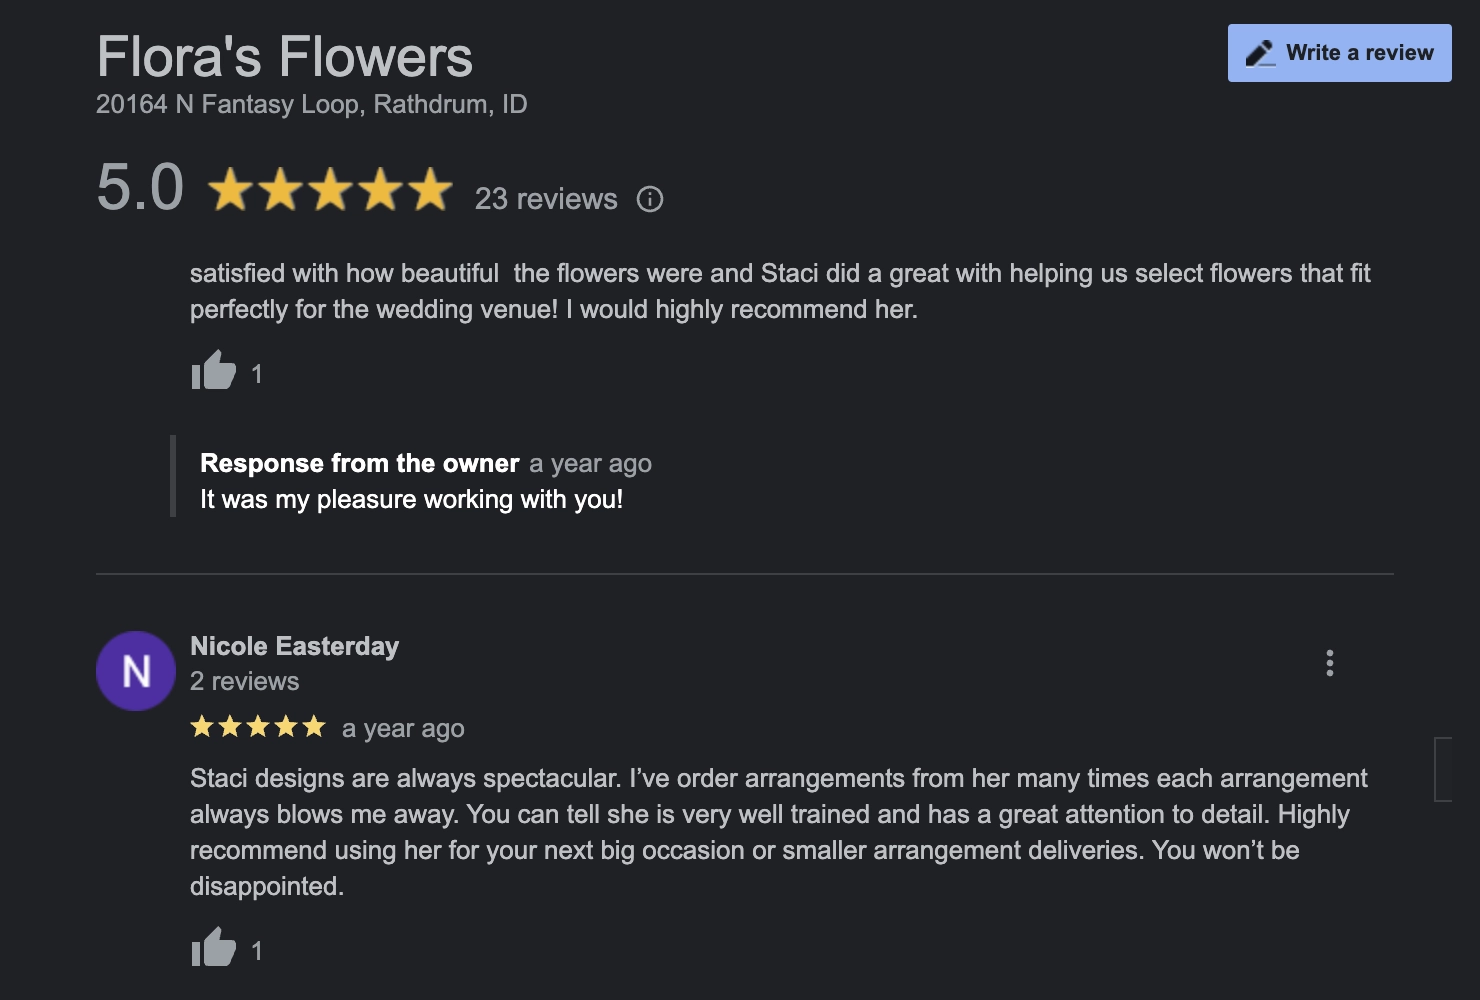 Flora's Flowers
Write a review
20164 N Fantasy Loop, Rathdrum, ID
5.0 23 reviews
satisfied with how beautiful  the flowers were and Staci did a great with helping us select flowers that fit
perfectly for the wedding venue! I would highly recommend her.
1
Response from the owner a year ago
It was my pleasure working with you!
N
Nicole Easterday
2 reviews
a year ago
Staci designs are always spectacular. I’ve order arrangements from her many times each arrangement
always blows me away. You can tell she is very well trained and has a great attention to detail. Highly
recommend using her for your next big occasion or smaller arrangement deliveries. You won’t be
disappointed.
1